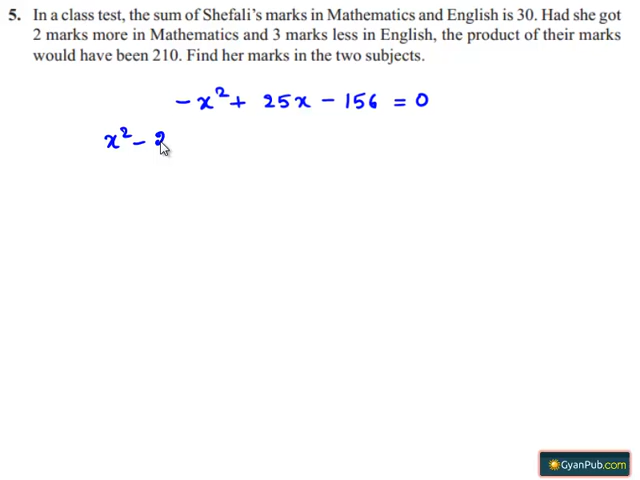 5. In a class test, the sum of Shefali's marks in Mathematics and English is 30. Had she got
2 marks more in Mathematics and 3 marks less in English, the product of their marks
would have been 210. Find her marks in the two subjects.
-x² + 25x - 156 = 0
x² - 2
GyanPub.com